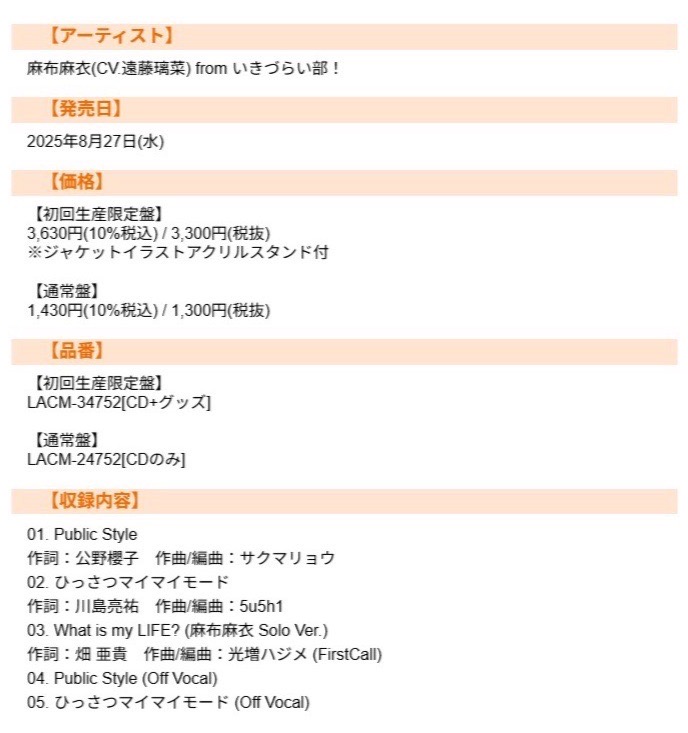 【アーティスト】
麻布麻衣(CV.遠藤璃菜) from いきづらい部！
【発売日】
2025年8月27日(水)
【価格】
【初回生産限定盤】
3,630円(10%税込) / 3,300円(税抜)
※ジャケットイラストアクリルスタンド付
【通常盤】
1,430円(10%税込) / 1,300円(税抜)
【品番】
【初回生産限定盤】
LACM-34752[CD+グッズ]
【通常盤】
LACM-24752[CDのみ]
【収録内容】
01. Public Style
作詞：公野櫻子　作曲/編曲：サクマリョウ
02. ひっさつマイマイモード
作詞：川島亮祐　作曲/編曲：5u5h1
03. What is my LIFE? (麻布麻衣 Solo Ver.)
作詞：畑 亜貴　作曲/編曲：光増ハジメ (FirstCall)
04. Public Style (Off Vocal)
05. ひっさつマイマイモード (Off Vocal)